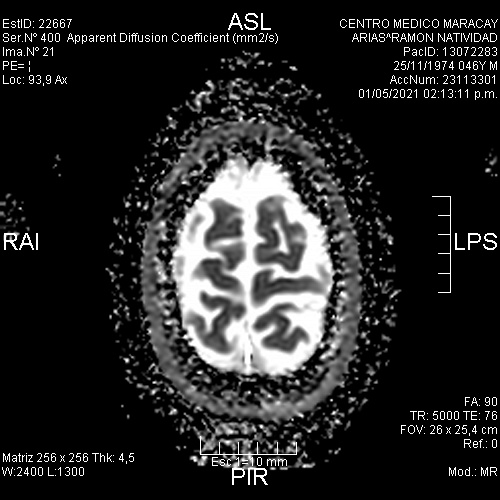 EstID: 22667
Ser.Nº 400 Apparent Diffusion Coefficient (mm2/s)
Ima.Nº 21
PE= ¦
Loc: 93,9 Ax
ASL
CENTRO MEDICO MARACAY
ARIAS^RAMON NATIVIDAD
PacID: 13072283
25/11/1974 046Y M
AccNum: 23113301
01/05/2021 02:13:11 p.m.
RAI
LPS
FA: 90
TR: 5000 TE: 76
FOV: 26 x 25,4 cm
Ref.: 0
Mod.: MR
Matriz 256 x 256 Thk: 4,5
W:2400 L:1300
Esc 1=10 mm
PIR